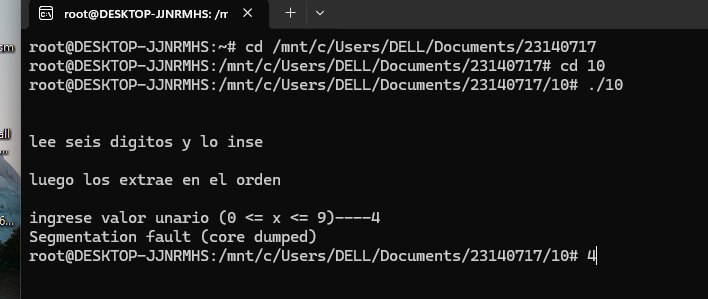 root@DESKTOP-JJNRMHS: /m
root@DESKTOP-JJNRMHS:~# cd /mnt/c/Users/DELL/Documents/23140717
root@DESKTOP-JJNRMHS:/mnt/c/Users/DELL/Documents/23140717# cd 10
root@DESKTOP-JJNRMHS:/mnt/c/Users/DELL/Documents/23140717/10# ./10
lee seis digitos y lo inse
luego los extrae en el orden
ingrese valor unario (0 <= x <= 9)----4
Segmentation fault (core dumped)
root@DESKTOP-JJNRMHS:/mnt/c/Users/DELL/Documents/23140717/10# 4
sm
all
...
6...